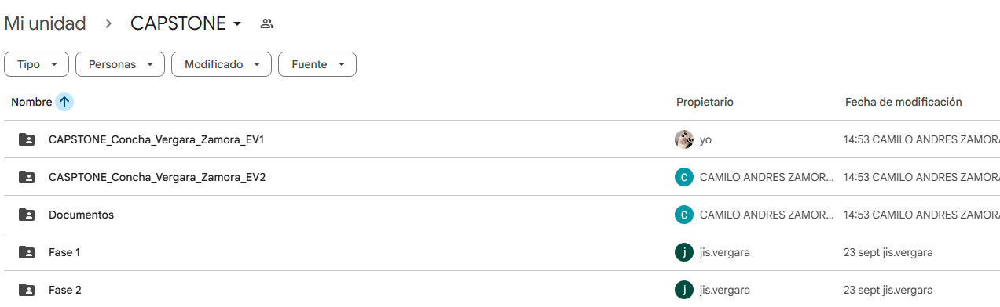 Mi unidad > CAPSTONE
Tipo Personas Modificado Fuente
Nombre Propietario Fecha de modificación
CAPSTONE_Concha_Vergara_Zamora_EV1 yo 14:53 CAMILO ANDRES ZAMORA
CASPTONE_Concha_Vergara_Zamora_EV2 C CAMILO ANDRES ZAMOR... 14:53 CAMILO ANDRES ZAMORA
Documentos C CAMILO ANDRES ZAMOR... 14:53 CAMILO ANDRES ZAMORA
Fase 1 j jis.vergara 23 sept jis.vergara
Fase 2 j jis.vergara 23 sept jis.vergara